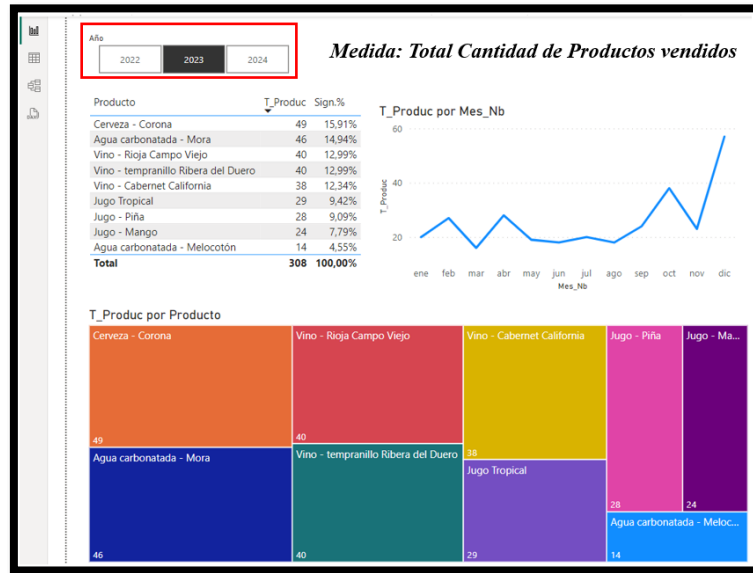 Año
2022 2023 2024
Medida: Total Cantidad de Productos vendidos
Producto T_Produc Sign.%
Cerveza - Corona 49 15,91%
Agua carbonatada - Mora 46 14,94%
Vino - Rioja Campo Viejo 40 12,99%
Vino - tempranillo Ribera del Duero 40 12,99%
Vino - Cabernet California 38 12,34%
Jugo Tropical 29 9,42%
Jugo - Piña 28 9,09%
Jugo - Mango 24 7,79%
Agua carbonatada - Melocotón 14 4,55%
Total 308 100,00%
T_Produc por Mes_Nb
60
40
20
T_Produc
ene feb mar abr may jun jul ago sep oct nov dic
Mes_Nb
T_Produc por Producto
Cerveza - Corona
49
Agua carbonatada - Mora
46
Vino - Rioja Campo Viejo
40
Vino - tempranillo Ribera del Duero
40
Vino - Cabernet California
38
Jugo Tropical
29
Jugo - Piña
28
Jugo - Ma...
24
Agua carbonatada - Meloc...
14